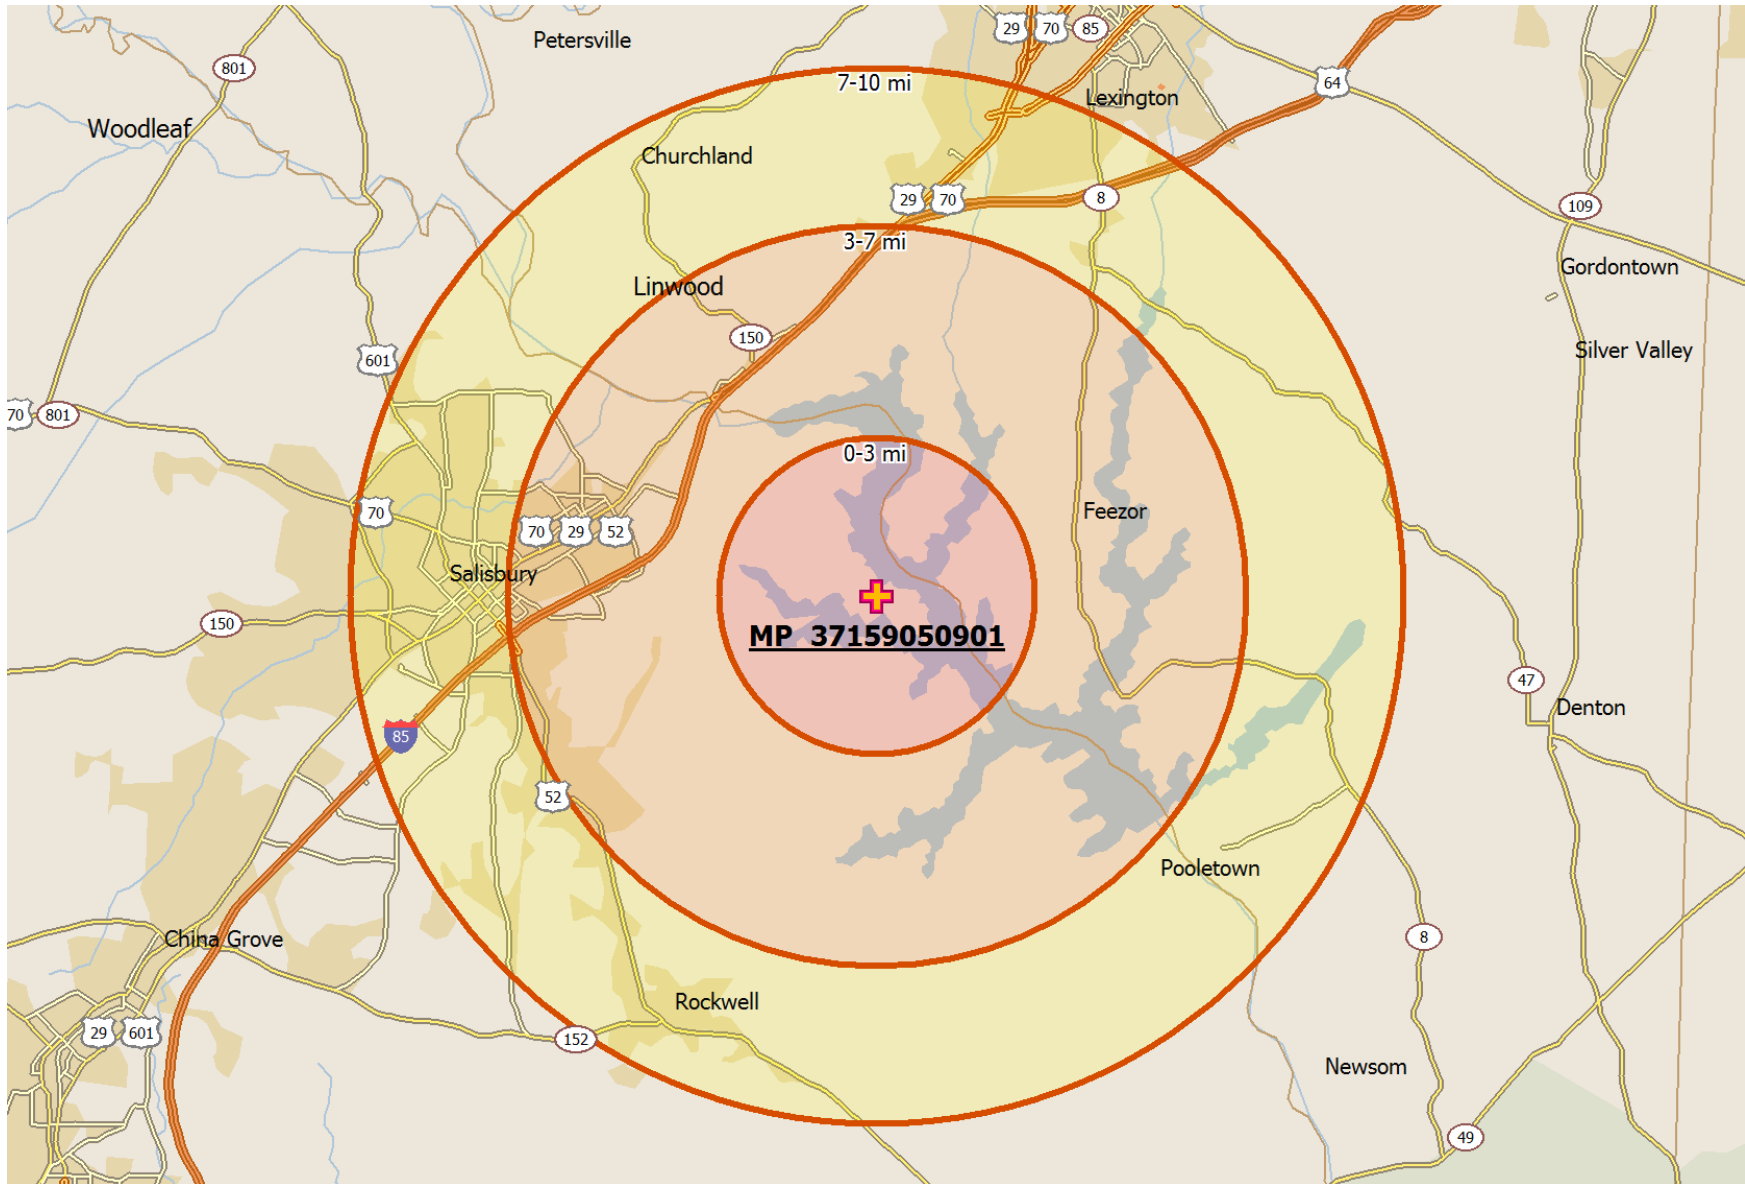 29
70
85
Petersville
801
7-10 mi
64
Lexington
Woodleaf
Churchland
29
70
8
109
3-7 mi
Gordontown
Linwood
150
Silver Valley
601
70
801
0-3 mi
70
Feezor
70
29
52
Salisbury
150
MP 37159050901
47
Denton
85
52
Pooletown
China Grove
8
Rockwell
29
601
152
Newsom
49